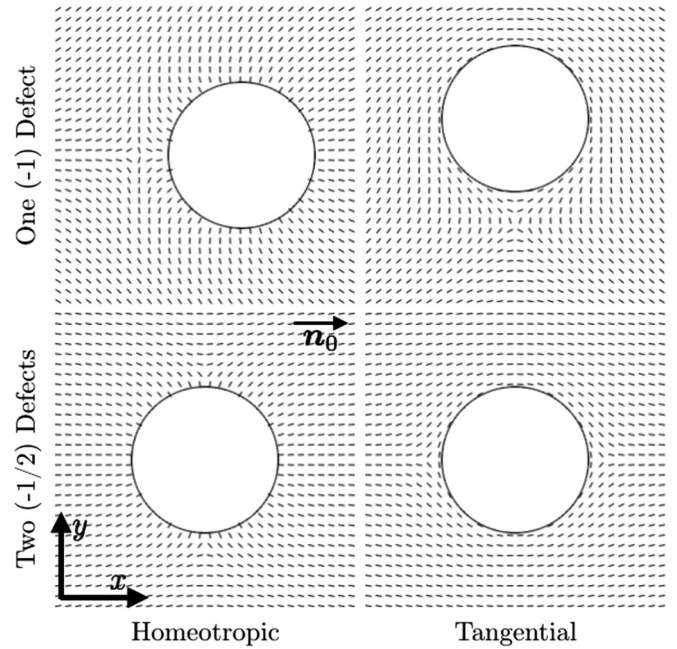 One (-1) Defect
n₀
Two (-1/2) Defects
y
x
Homeotropic
Tangential